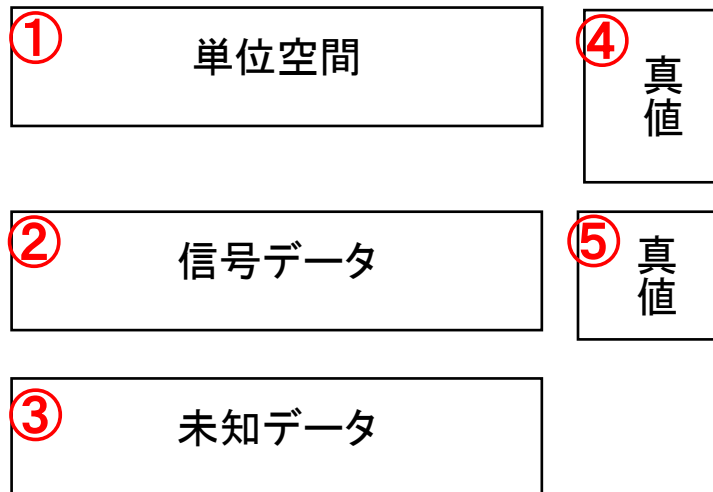 ① 単位空間
④ 真値
② 信号データ
⑤ 真値
③ 未知データ